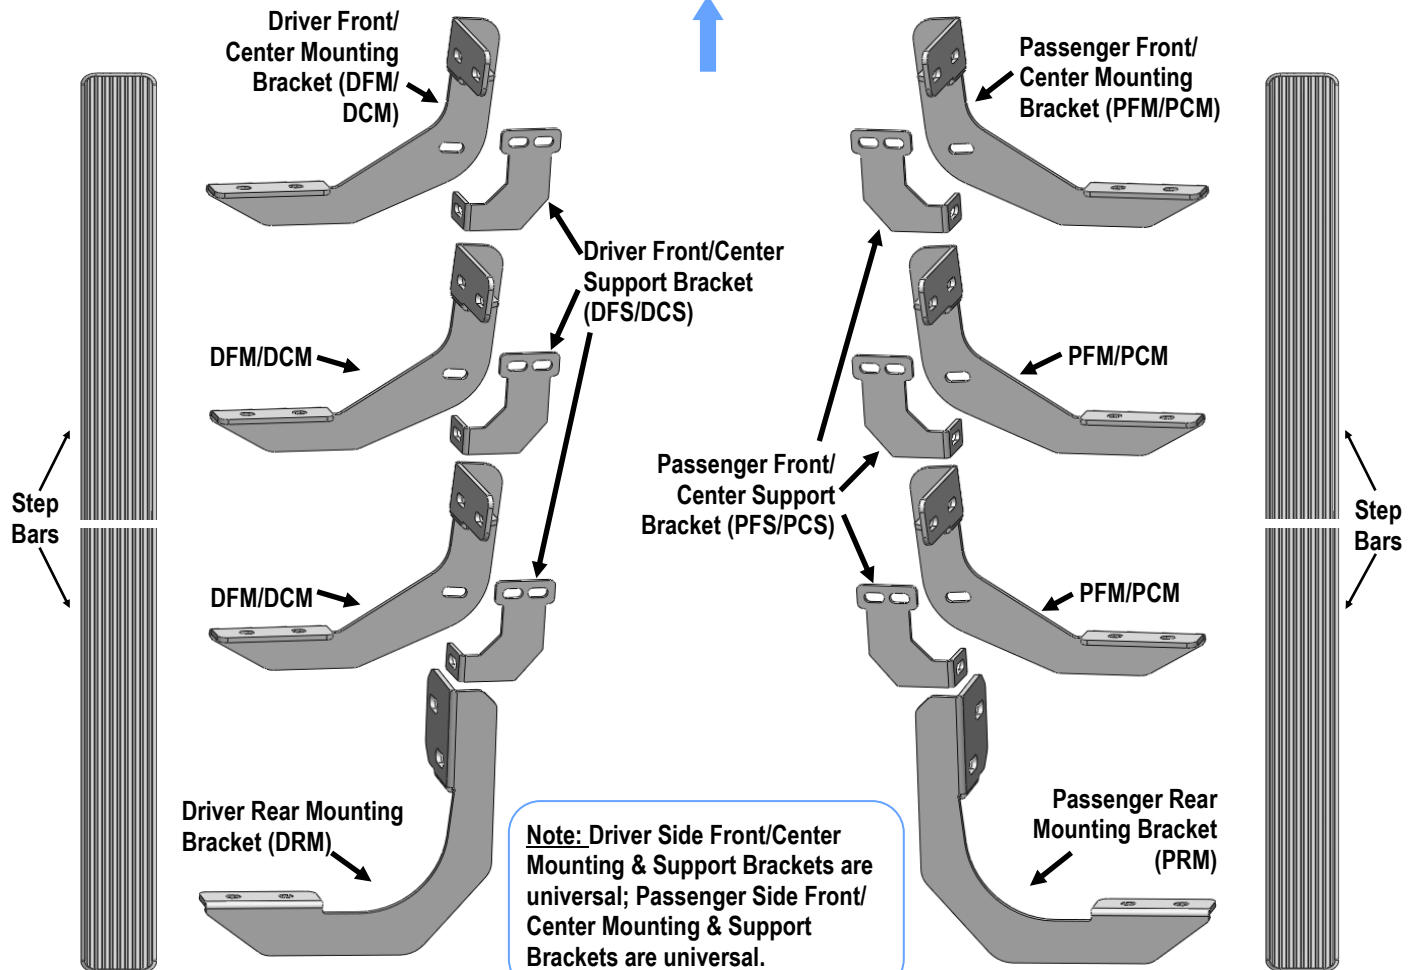 Driver Front/
Center Mounting
Bracket (DFM/
DCM)
Passenger Front/
Center Mounting
Bracket (PFM/PCM)
Driver Front/Center
Support Bracket
(DFS/DCS)
DFM/DCM
PFM/PCM
Passenger Front/
Center Support
Bracket (PFS/PCS)
Step
Bars
Step
Bars
DFM/DCM
PFM/PCM
Driver Rear Mounting
Bracket (DRM)
Passenger Rear
Mounting Bracket
(PRM)
Note: Driver Side Front/Center
Mounting & Support Brackets are
universal; Passenger Side Front/
Center Mounting & Support
Brackets are universal.